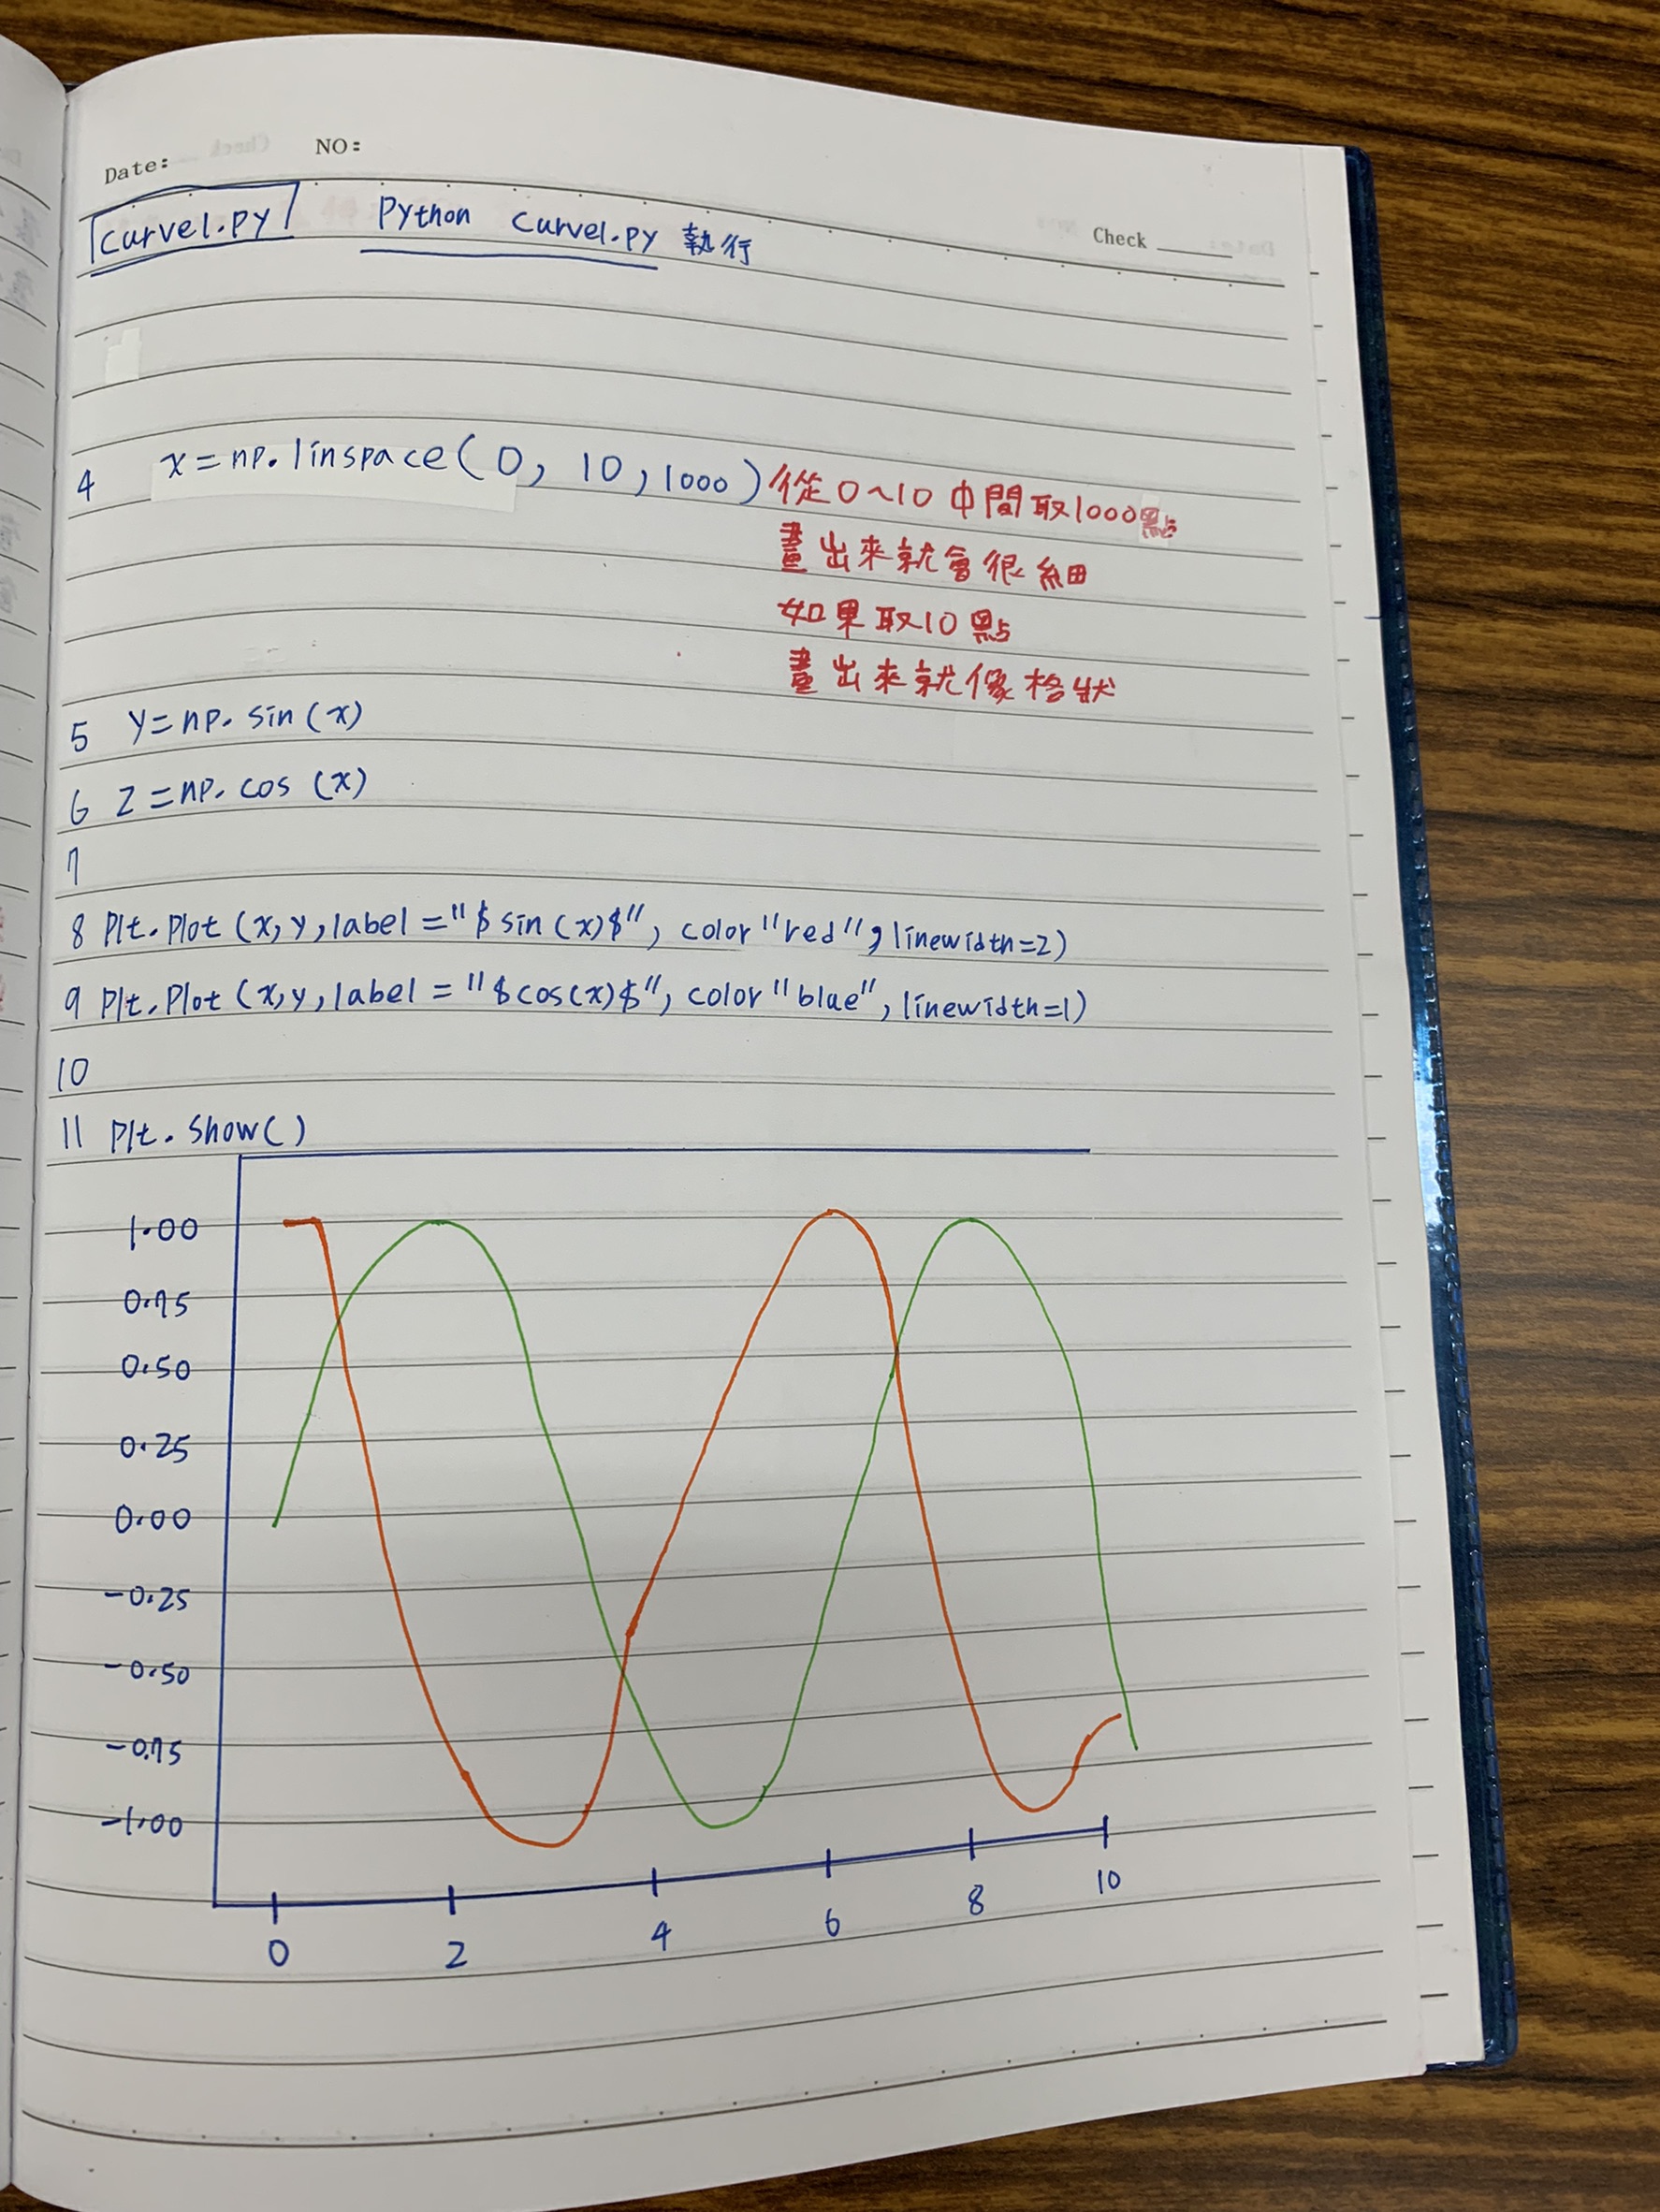 Date: NO:
Check
curvel.py Python curvel.py 執行
4 x=np.linspace(0, 10,1000) 從0~10中間取1000點
畫出來就會很細
如果取10點
畫出來就像格狀
5 y=np.sin(x)
6 z=np.cos(x)
7
8 Plt.Plot(x,y,label="$sin(x)$", color"red",linewidth=2)
9 Plt.Plot(x,y,label="$cos(x)$", color"blue",linewidth=1)
10
11 Plt.Show()
1.00
0.75
0.50
0.25
0.00
-0.25
-0.50
-0.75
-1.00
0 2 4 6 8 10